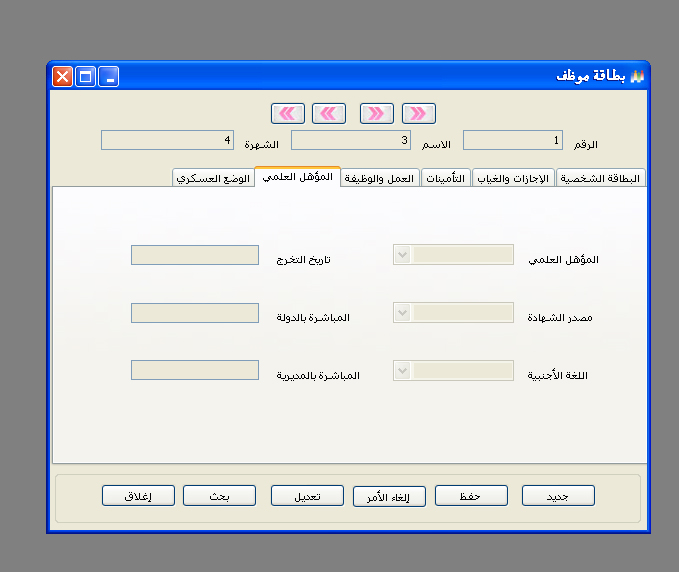 بطاقة موظف
الرقم 1 الاسم 3 الشهرة 4
البطاقة الشخصية الإجازات والغياب التأمينات العمل والوظيفة المؤهل العلمي الوضع العسكري
المؤهل العلمي تاريخ التخرج
مصدر الشهادة المباشرة بالدولة
اللغة الأجنبية المباشرة بالمديرية
جديد حفظ إلغاء الأمر تعديل بحث إغلاق